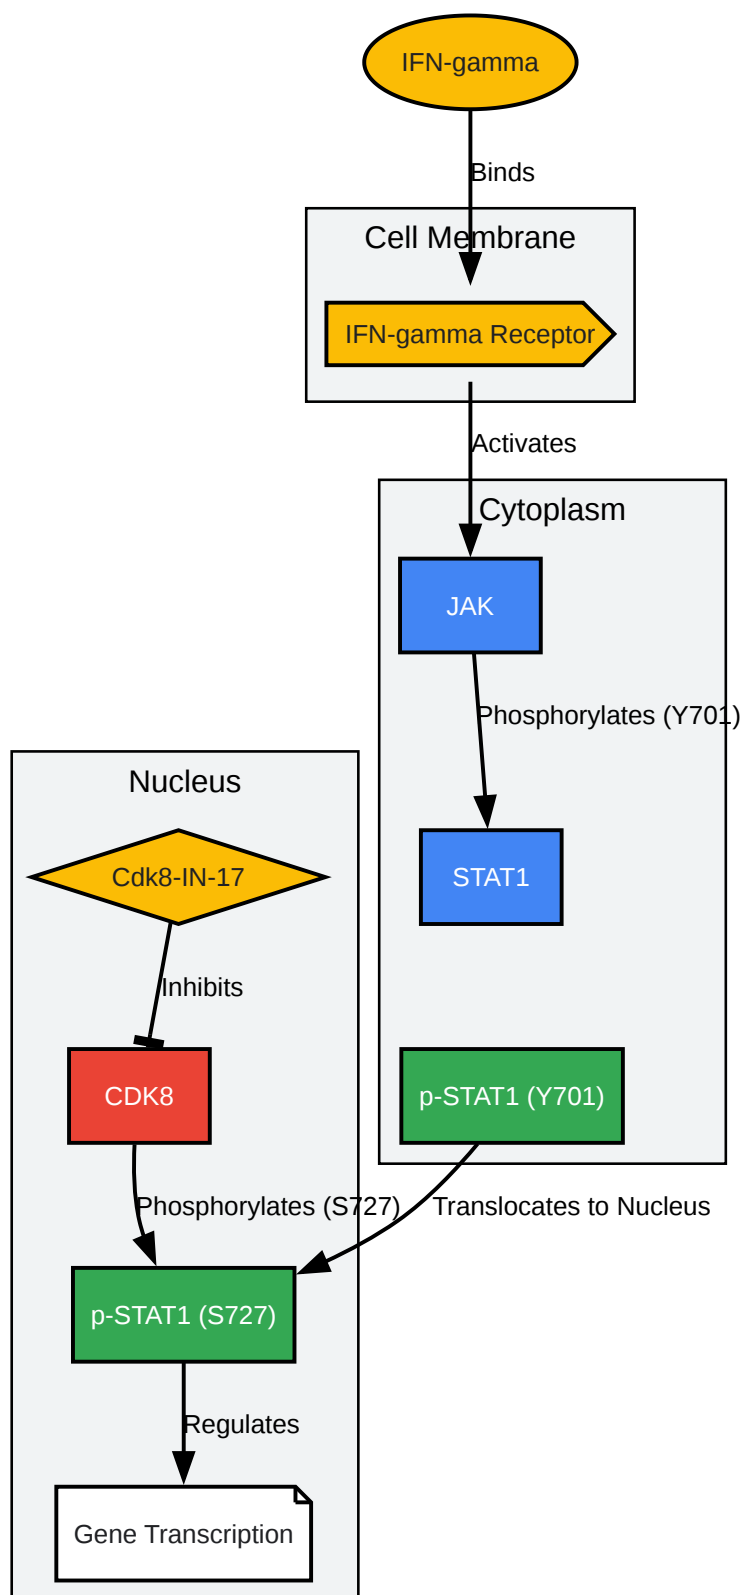 IFN-gamma
Binds
Cell Membrane
IFN-gamma Receptor
Activates
Cytoplasm
JAK
Phosphorylates (Y701)
Nucleus
Cdk8-IN-17
STAT1
Inhibits
CDK8
p-STAT1 (Y701)
Phosphorylates (S727)
Translocates to Nucleus
p-STAT1 (S727)
Regulates
Gene Transcription